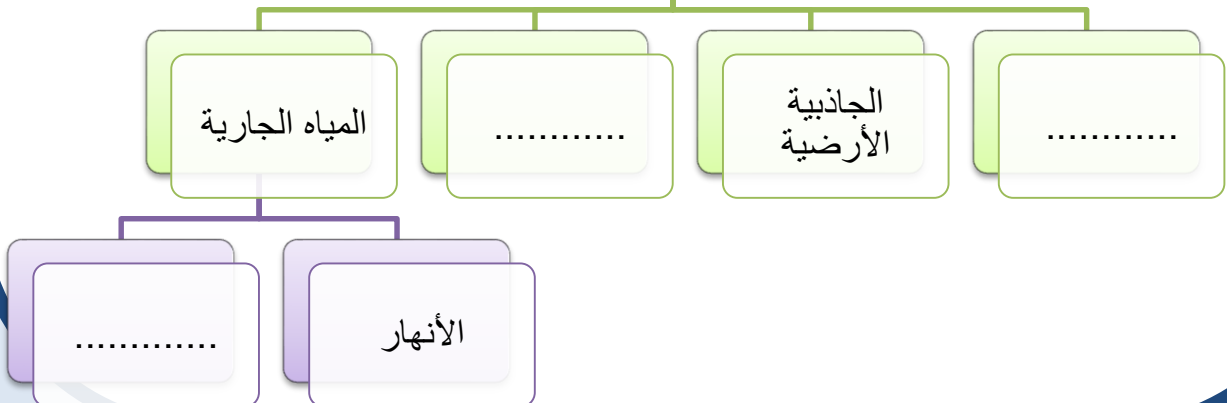 ............
الجاذبية
الأرضية
............
المياه الجارية
الأنهار
.............